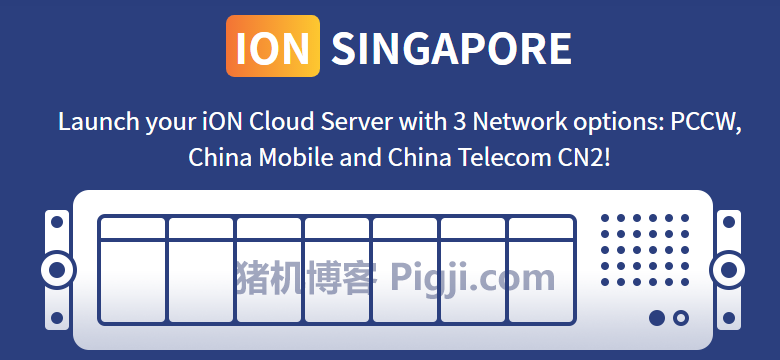 ION SINGAPORE
Launch your iON Cloud Server with 3 Network options: PCCW,
China Mobile and China Telecom CN2!
猪机博客 Pigji.com